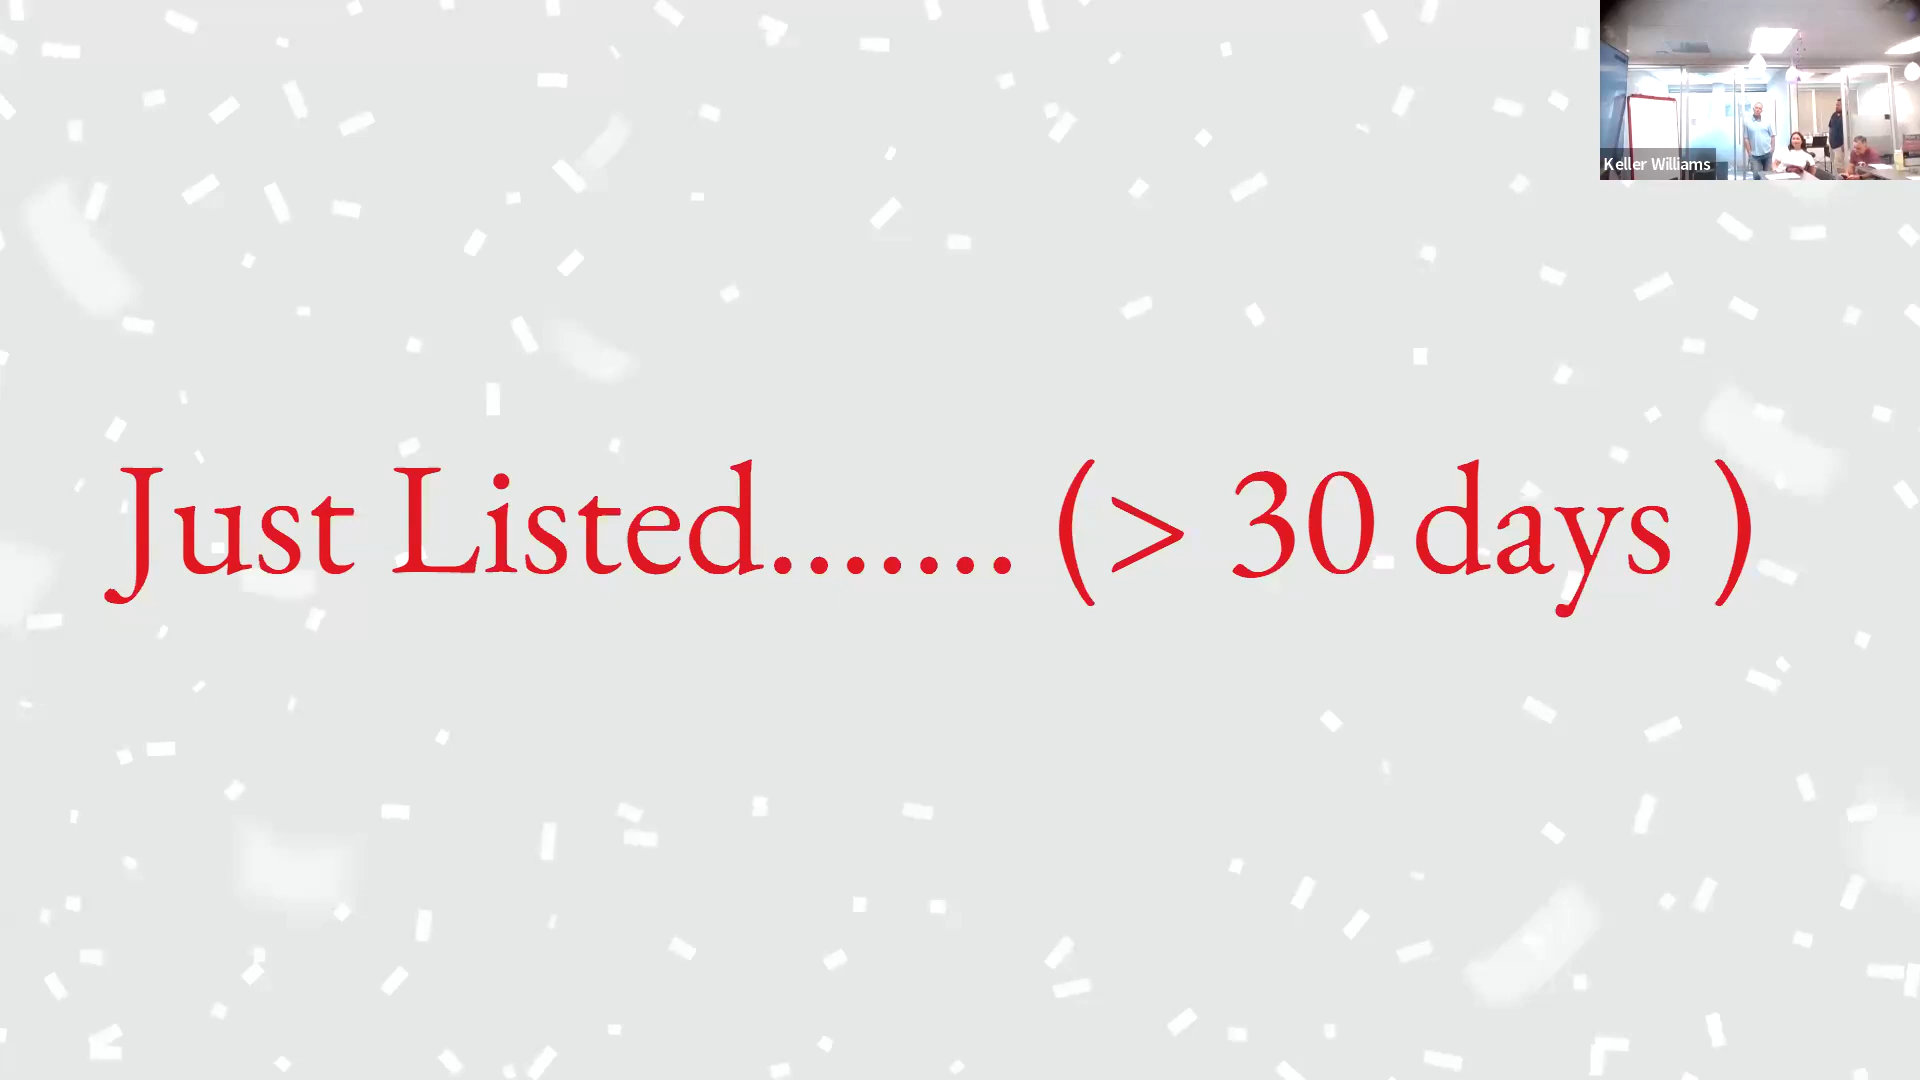 Keller Williams
Just Listed....... (> 30 days )